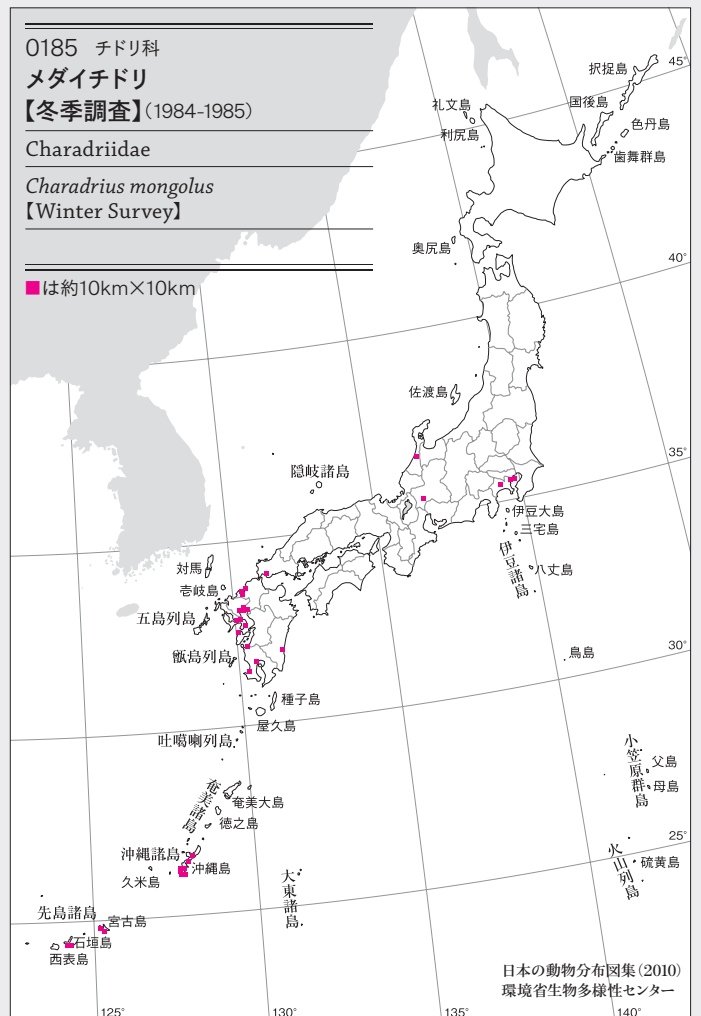 0185 チドリ科
メダイチドリ
【冬季調査】(1984-1985)
Charadriidae
Charadrius mongolus
【Winter Survey】
■は約10km×10km
択捉島
45°
礼文島
国後島
利尻島
色丹島
歯舞群島
奥尻島
40°
佐渡島
35°
隠岐諸島
伊豆大島
三宅島
伊豆諸島
八丈島
対馬
壱岐島
五島列島
甑島列島
鳥島
30°
種子島
屋久島
吐噶喇列島
小笠原群島
父島
母島
奄美諸島
奄美大島
徳之島
25°
沖縄諸島
沖縄島
久米島
火山列島
硫黄島
大東諸島
先島諸島
宮古島
石垣島
西表島
日本の動物分布図集(2010)
環境省生物多様性センター
125°
130°
135°
140°